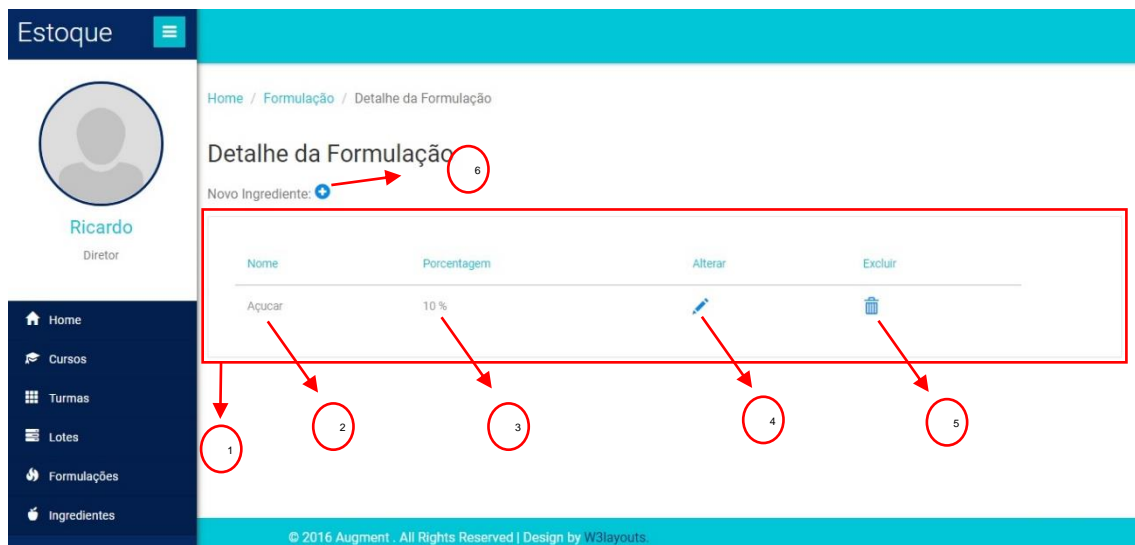 Estoque
Home / Formulação / Detalhe da Formulação
Detalhe da Formulação
6
Novo Ingrediente:
Ricardo
Diretor
Nome Porcentagem Alterar Excluir
Açucar 10 %
Home
Cursos
Turmas
Lotes
Formulações
Ingredientes
1
2
3
4
5
© 2016 Augment . All Rights Reserved | Design by W3layouts.